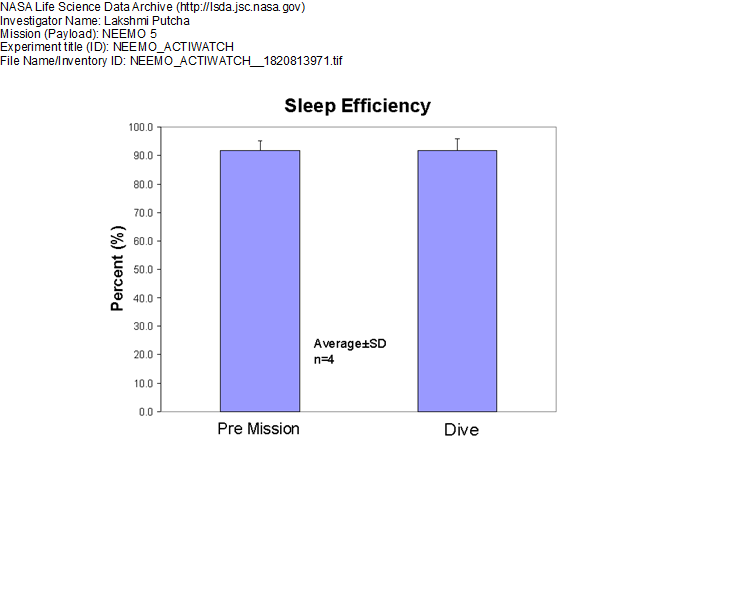 NASA Life Science Data Archive (http://lsda.jsc.nasa.gov)
Investigator Name: Lakshmi Putcha
Mission (Payload): NEEMO 5
Experiment title (ID): NEEMO_ACTIWATCH
File Name/Inventory ID: NEEMO_ACTIWATCH__1820813971.tif
Sleep Efficiency
100.0
90.0
80.0
70.0
60.0
50.0
40.0
30.0
20.0
10.0
0.0
Percent (%)
Average±SD
n=4
Pre Mission
Dive